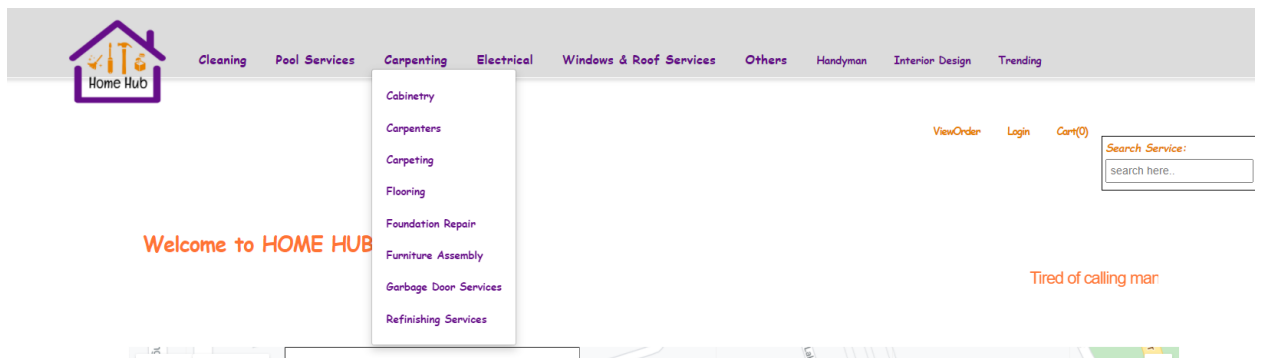 Cleaning Pool Services Carpenting Electrical Windows & Roof Services Others Handyman Interior Design Trending
Home Hub
Cabinetry
Carpenters
Carpeting
Flooring
Foundation Repair
Furniture Assembly
Garbage Door Services
Refinishing Services
ViewOrder Login Cart(0)
Search Service:
search here..
Welcome to HOME HUB
Tired of calling mar